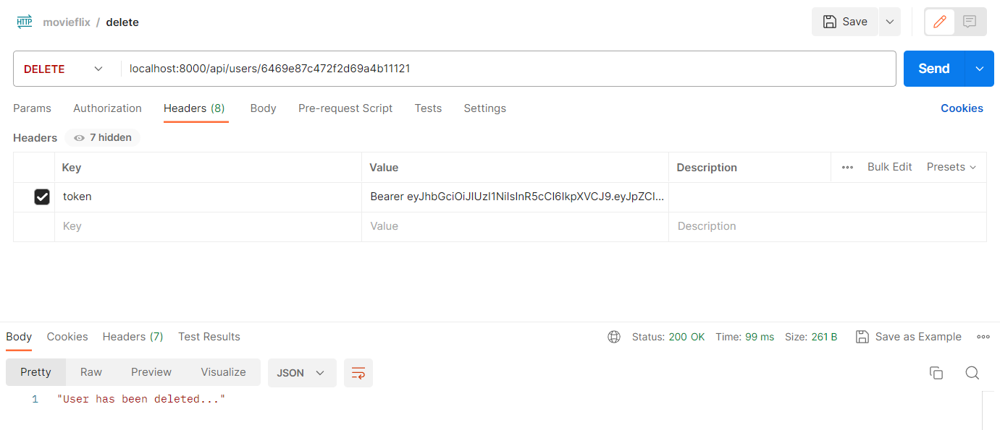 HTTP movieflix / delete Save
DELETE localhost:8000/api/users/6469e87c472f2d69a4b11121 Send
Params Authorization Headers (8) Body Pre-request Script Tests Settings Cookies
Headers 7 hidden
Key Value Description ••• Bulk Edit Presets
token Bearer eyJhbGciOiJIUzI1NiIsInR5cCI6IkpXVCJ9.eyJpZCI...
Key Value Description
Body Cookies Headers (7) Test Results Status: 200 OK Time: 99 ms Size: 261 B Save as Example
Pretty Raw Preview Visualize JSON
1 "User has been deleted..."